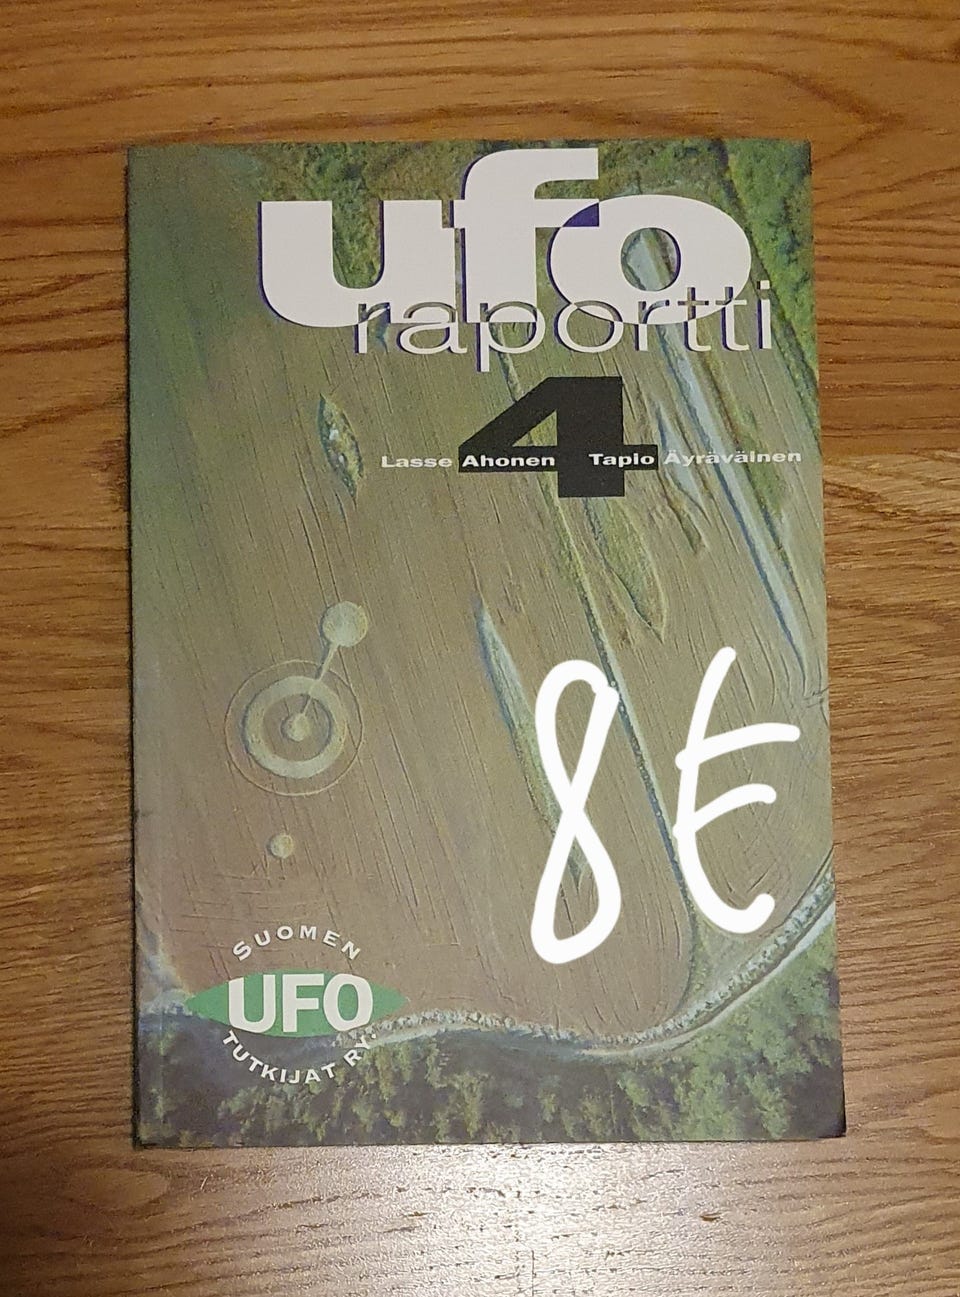 ufo
raportti
4
Lasse Ahonen Tapio Äyräväinen
8€
SUOMEN
UFO
TUTKIJAT RY.